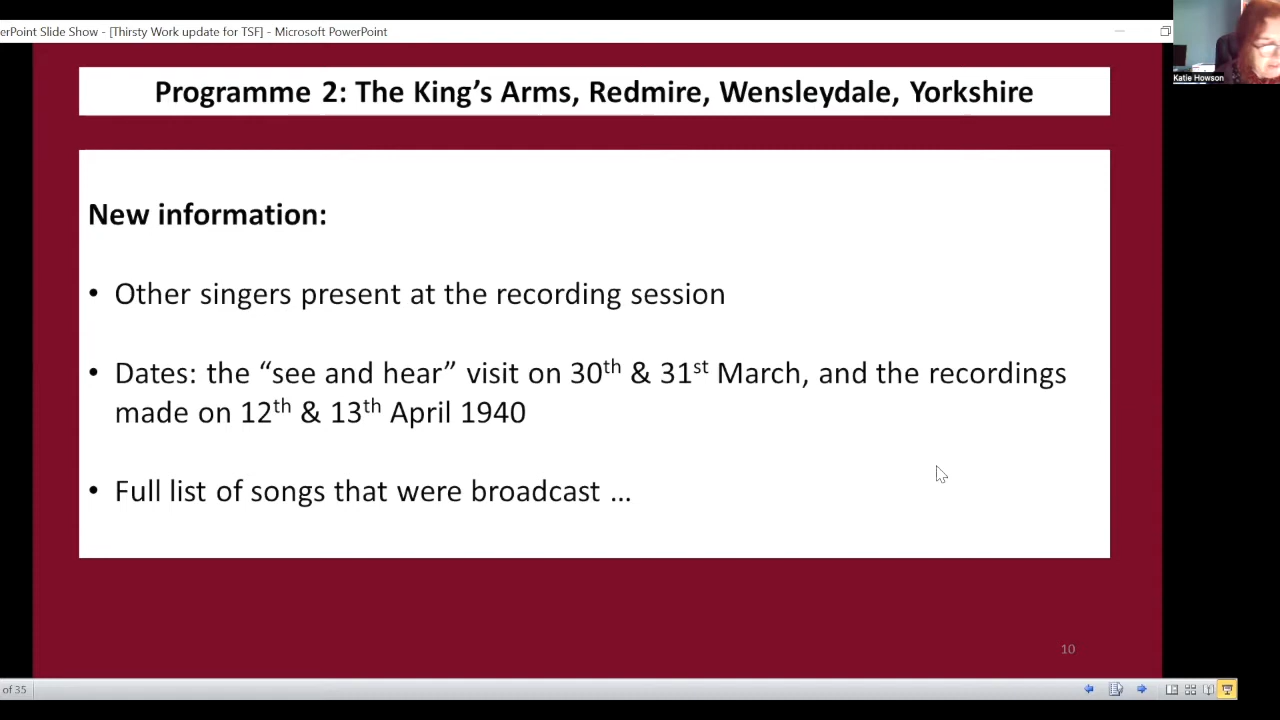 erPoint Slide Show - [Thirsty Work update for TSF] - Microsoft PowerPoint
Katie Howson
Programme 2: The King’s Arms, Redmire, Wensleydale, Yorkshire
New information:
• Other singers present at the recording session
• Dates: the “see and hear” visit on 30th & 31st March, and the recordings
made on 12th & 13th April 1940
• Full list of songs that were broadcast ...
10
of 35